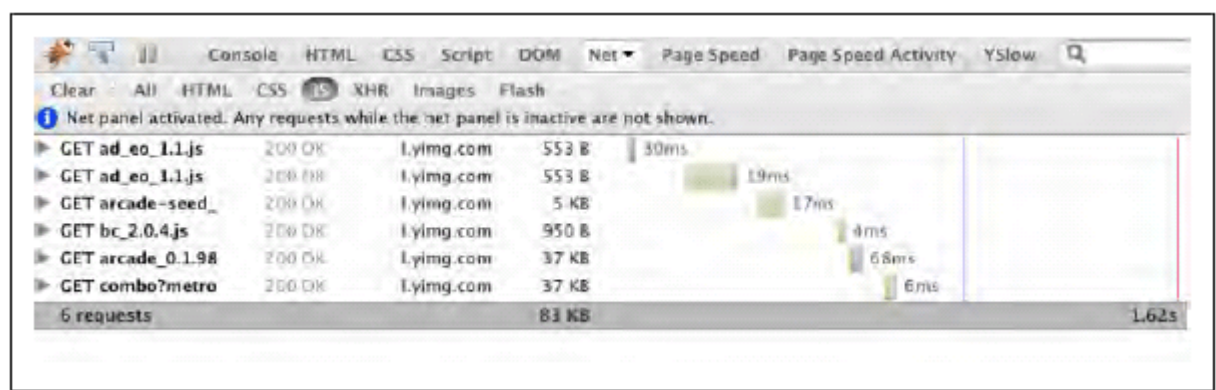 Console HTML CSS Script DOM Net Page Speed Page Speed Activity YSlow
Clear All HTML CSS JS XHR Images Flash
Net panel activated. Any requests while the net panel is inactive are not shown.
GET ad_eo_1.1.js 200 OK l.yimg.com 553 B 30ms
GET ad_eo_1.1.js 200 OK l.yimg.com 553 B 19ms
GET arcade-seed_ 200 OK l.yimg.com 5 KB 17ms
GET bc_2.0.4.js 200 OK l.yimg.com 950 B 4ms
GET arcade_0.1.98 200 OK l.yimg.com 37 KB 68ms
GET combo?metro 200 OK l.yimg.com 37 KB 6ms
6 requests 83 KB 1.62s